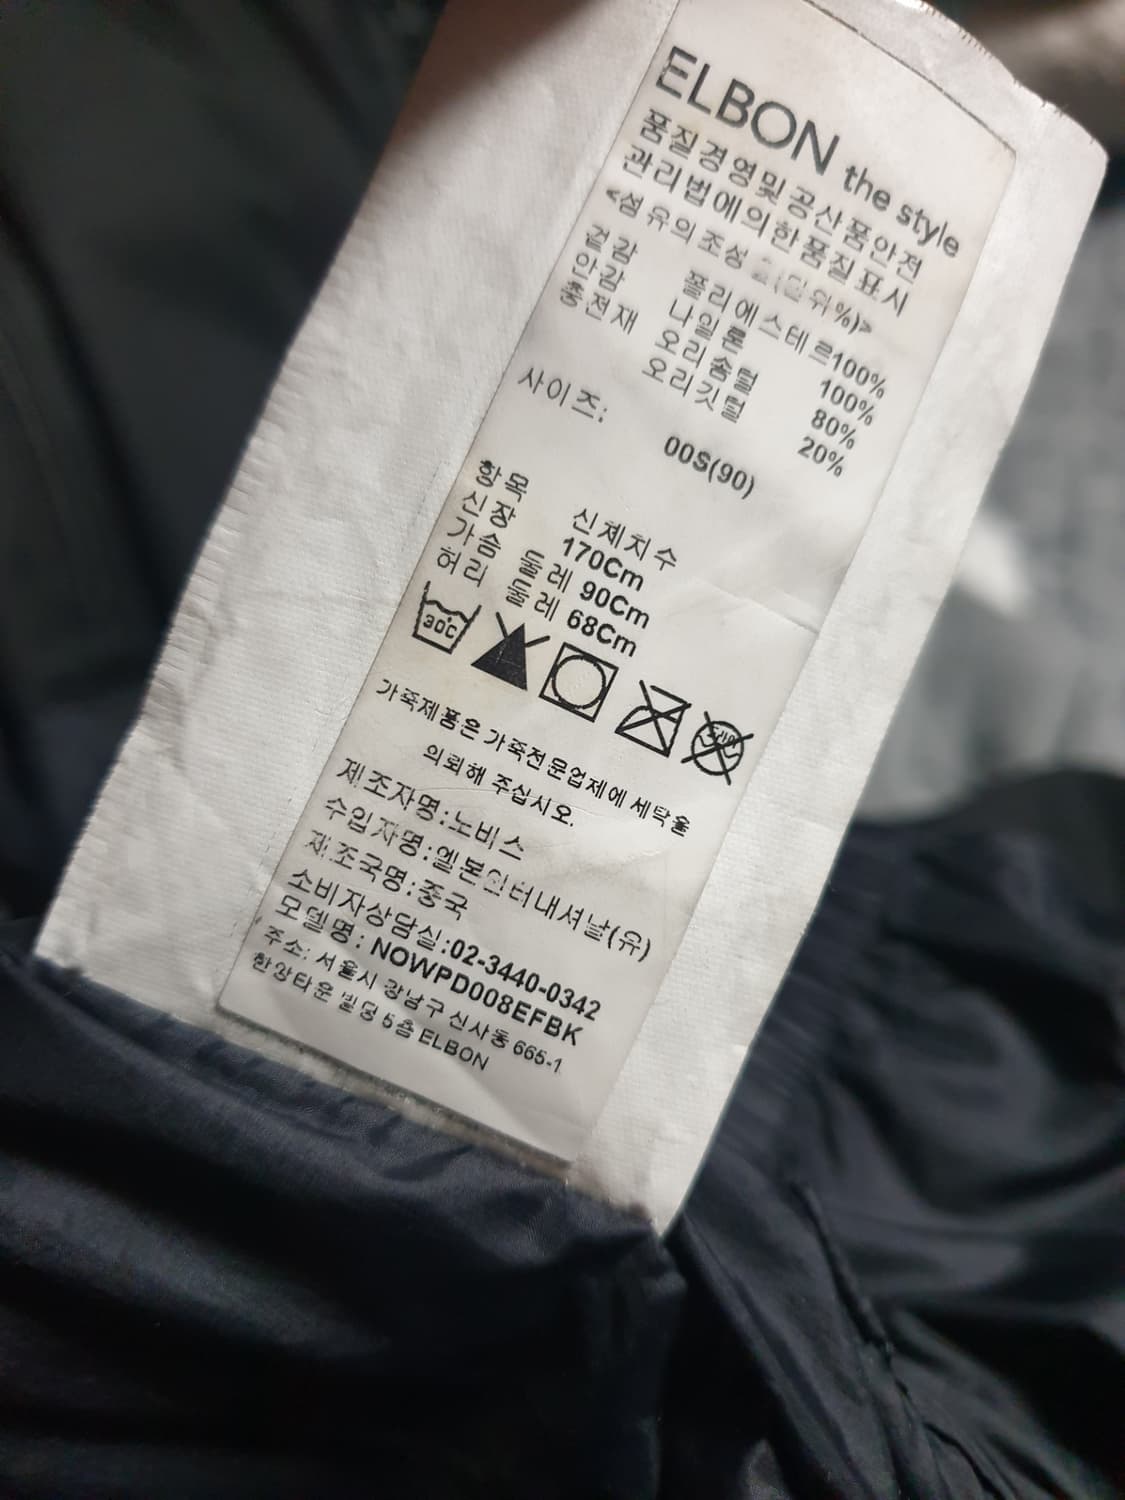 ELBON the style
품질경영및 공산품안전
관리법에의한품질표시
<섬유의조성 (단위%)>
겉감 폴리에스테르100%
안감 나일론 100%
충전재 오리솜털 80%
오리깃털 20%
사이즈: 00S(90)
항목 신체치수
신장 170Cm
가슴 둘레 90Cm
허리 둘레 68Cm
30℃
가죽제품은 가죽전문업체에 세탁을
의뢰해 주십시오.
제조자명:노비스
수입자명:엘본인터내셔날(유)
제조국명:중국
소비자상담실:02-3440-0342
모델명: NOWPD008EFBK
주소: 서울시 강남구 신사동 665-1
한양타운 빌딩 5층 ELBON